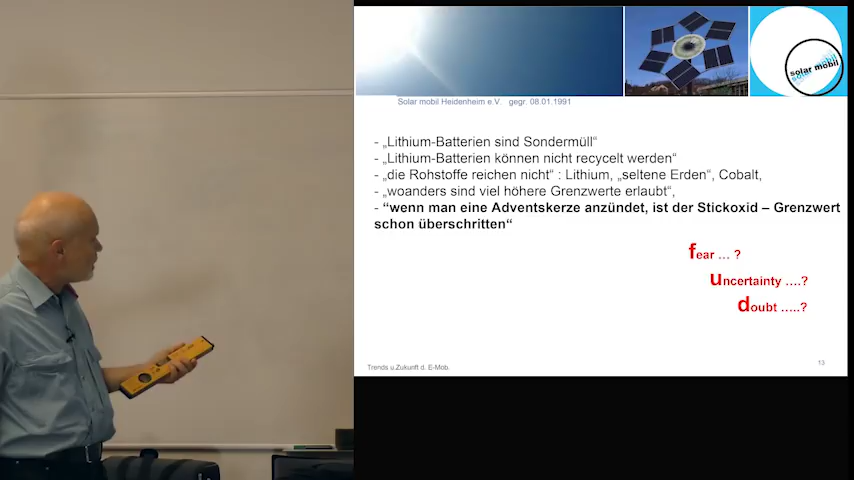 solar mobil
solar mobil
Solar mobil Heidenheim e.V. gegr. 08.01.1991
- „Lithium-Batterien sind Sondermüll“
- „Lithium-Batterien können nicht recycelt werden“
- „die Rohstoffe reichen nicht“ : Lithium, „seltene Erden“, Cobalt,
- „woanders sind viel höhere Grenzwerte erlaubt“,
- “wenn man eine Adventskerze anzündet, ist der Stickoxid – Grenzwert
schon überschritten“
fear ... ?
uncertainty ....?
doubt .....?
Trends u.Zukunft d. E-Mob.
13